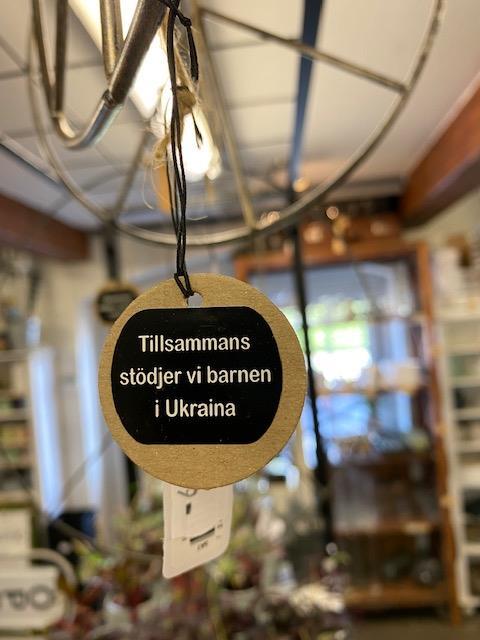 Tillsammans
stödjer vi barnen
i Ukraina